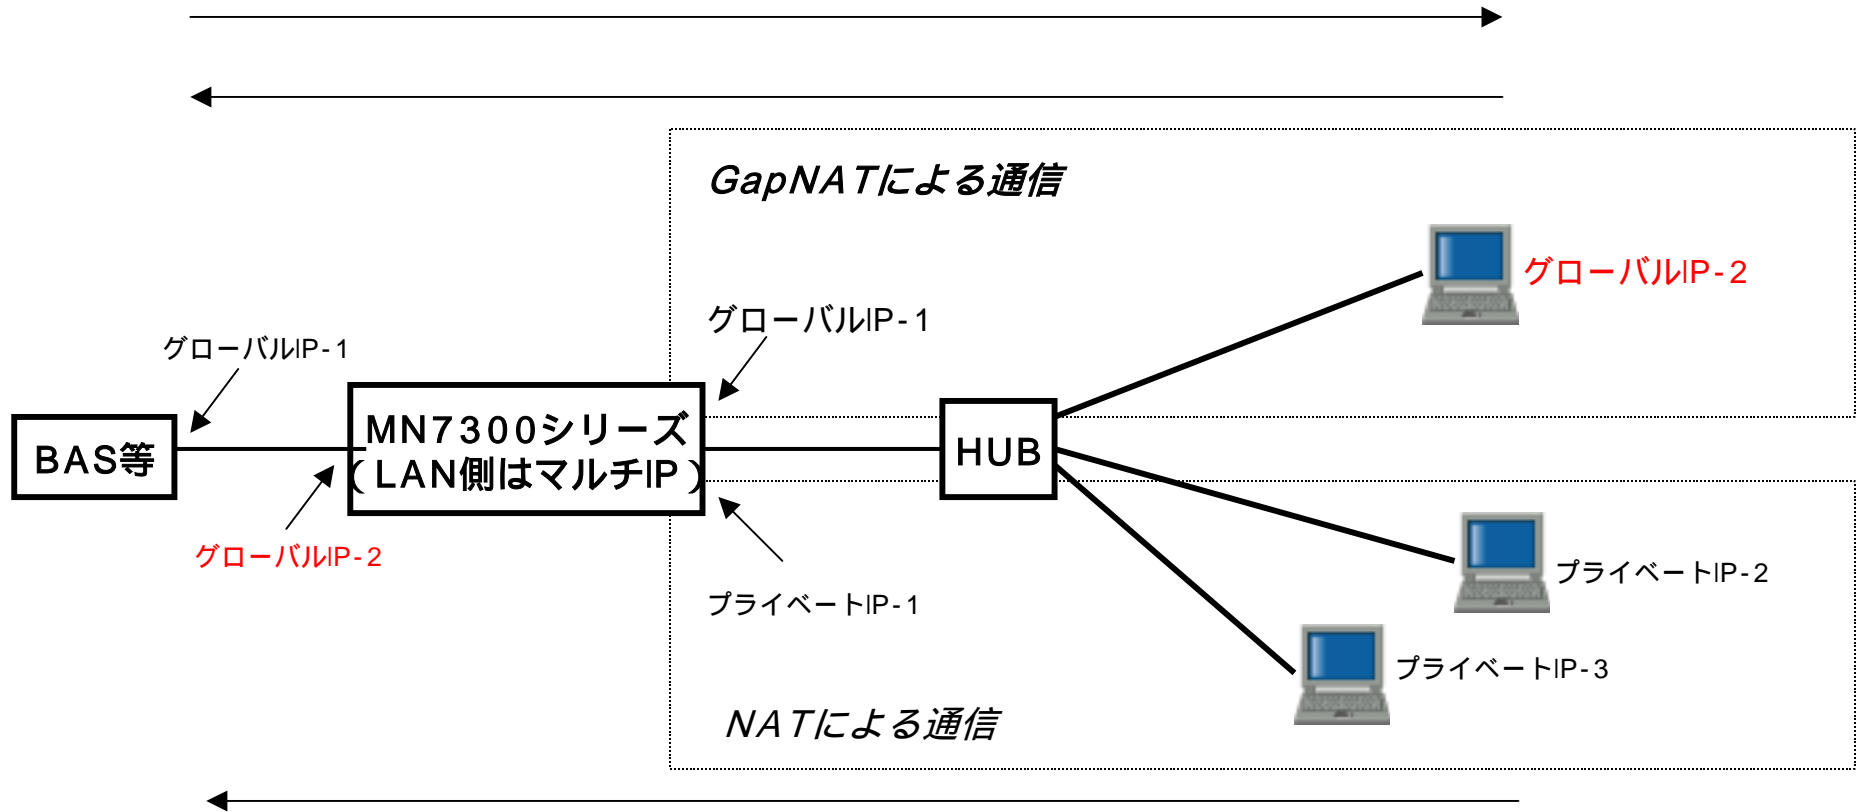 GapNATによる通信
グローバルIP-2
グローバルIP-1
グローバルIP-1
MN7300シリーズ
(LAN側はマルチIP)
BAS等
HUB
グローバルIP-2
プライベートIP-1
プライベートIP-2
プライベートIP-3
NATによる通信